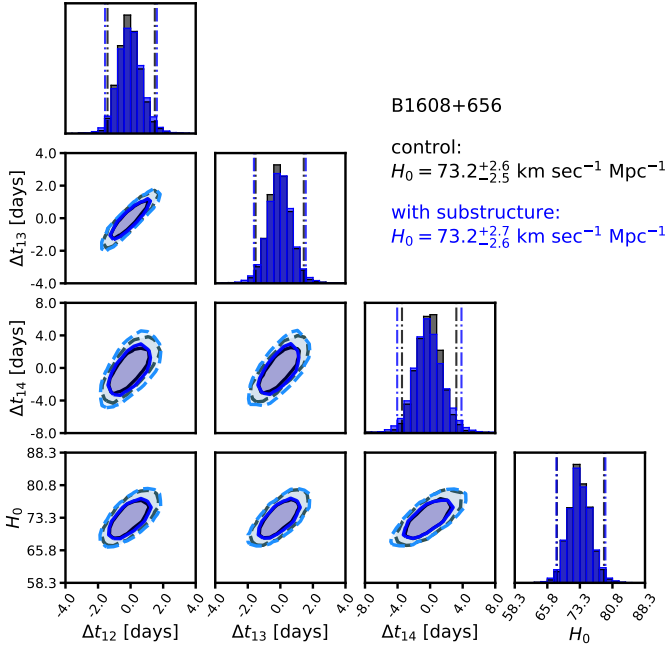 B1608+656
control:
H₀ = 73.2⁺²·⁶₋₂.₅ km sec⁻¹ Mpc⁻¹
with substructure:
H₀ = 73.2⁺²·⁷₋₂.₆ km sec⁻¹ Mpc⁻¹
4.0
2.0
0.0
-2.0
-4.0
Δt₁₃ [days]
8.0
4.0
0.0
-4.0
-8.0
Δt₁₄ [days]
88.3
80.8
73.3
65.8
58.3
H₀
-4.0 -2.0 0.0 2.0 4.0
Δt₁₂ [days]
-4.0 -2.0 0.0 2.0 4.0
Δt₁₃ [days]
-8.0 -4.0 0.0 4.0 8.0
Δt₁₄ [days]
58.3 65.8 73.3 80.8 88.3
H₀